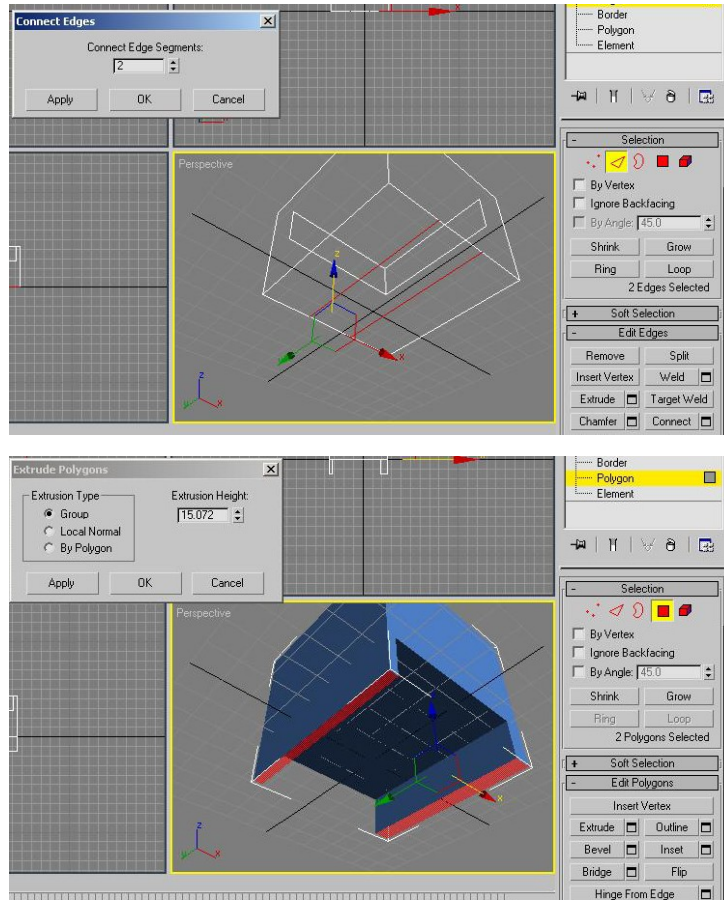 Connect Edges
Connect Edge Segments:
2
Apply OK Cancel
Border
Polygon
Element
Perspective
z
x
z
y x
- Selection
By Vertex
Ignore Backfacing
By Angle: 45.0
Shrink Grow
Ring Loop
2 Edges Selected
+ Soft Selection
- Edit Edges
Remove Split
Insert Vertex Weld
Extrude Target Weld
Chamfer Connect
Extrude Polygons
Extrusion Type
Group
Local Normal
By Polygon
Extrusion Height:
15.072
Apply OK Cancel
Border
Polygon
Element
Perspective
x
z
y x
- Selection
By Vertex
Ignore Backfacing
By Angle: 45.0
Shrink Grow
Ring Loop
2 Polygons Selected
+ Soft Selection
- Edit Polygons
Insert Vertex
Extrude Outline
Bevel Inset
Bridge Flip
Hinge From Edge